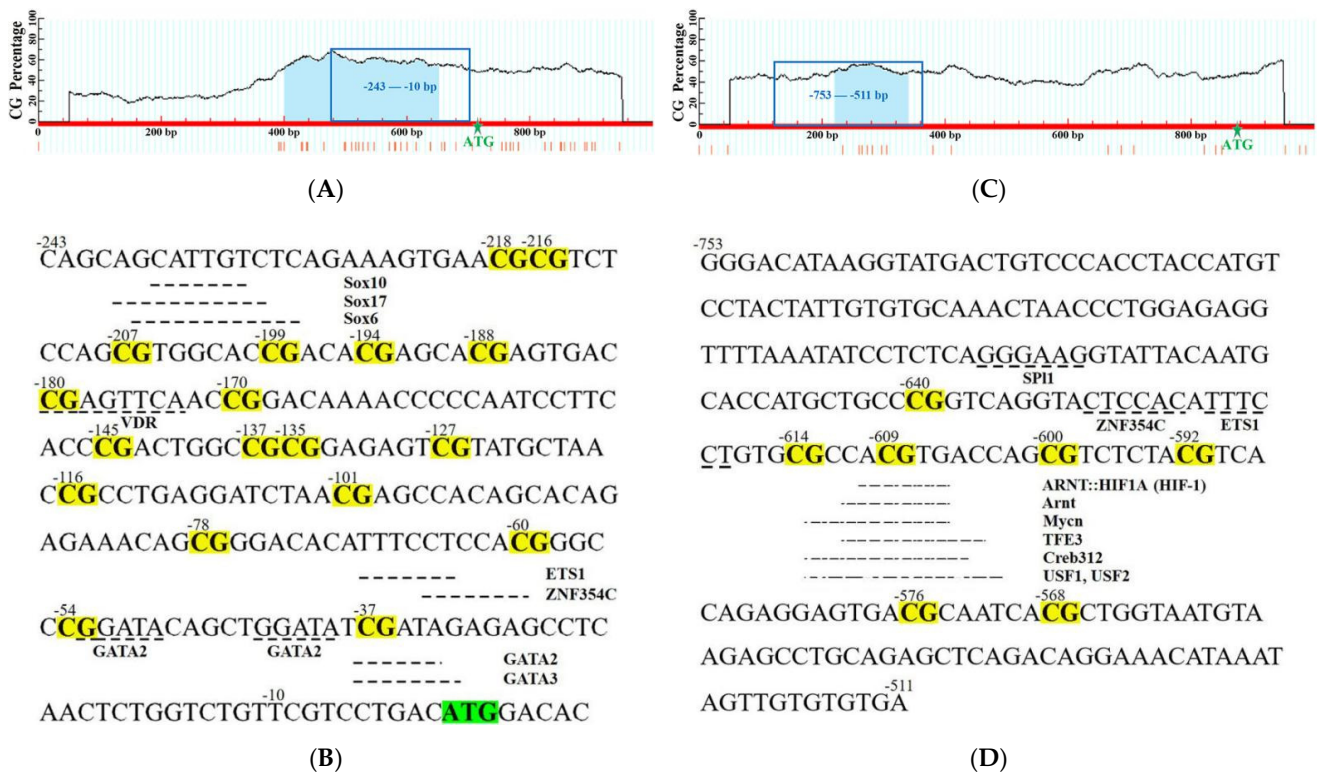 CG Percentage
100
80
60
40
20
0
-243 — -10 bp
0
200 bp
400 bp
600 bp
800 bp
ATG
(A)
CG Percentage
100
80
60
40
20
0
-753 — -511 bp
0
200 bp
400 bp
600 bp
800 bp
ATG
(C)
-243 -218 -216
CAGCAGCATTGTCTCAGAAAGTGAACGCGTCT
Sox10
Sox17
Sox6
-207 -199 -194 -188
CCAGCGTGGCACCGACACGAGCACGAGTGAC
-180 -170
CGAGTTCAACCGGACAAAACCCCCAATCCTTC
VDR
-145 -137 -135 -127
ACCCGACTGGCCGCGGAGAGTCGTATGCTAA
-116 -101
CCGCCTGAGGATCTAACGAGCCACAGCACAG
-78 -60
AGAAACAGCGGGACACATTTCCTCCACGGGC
ETS1
ZNF354C
-54 -37
CCGGATACAGCTGGATATCGATAGAGAGCCTC
GATA2 GATA2
GATA2
GATA3
-10
AACTCTGGTCTGTTCGTCCTGACATGGACAC
(B)
-753
GGGACATAAGGTATGACTGTCCCACCTACCATGT
CCTACTATTGTGTGCAAACTAACCCTGGAGAGG
TTTTAAATATCCTCTCAGGGAAGGTATTACAATG
SPI1
-640
CACCATGCTGCCCGGTCAGGTACTCCACATTTC
ZNF354C ETS1
-614 -609 -600 -592
CTGTGCGCCACGTGACCAGCGTCTCTACGTCA
ARNT::HIF1A (HIF-1)
Arnt
Mycn
TFE3
Creb312
USF1, USF2
-576 -568
CAGAGGAGTGACGCAATCACGCTGGTAATGTA
AGAGCCTGCAGAGCTCAGACAGGAAACATAAAT
-511
AGTTGTGTGTGA
(D)